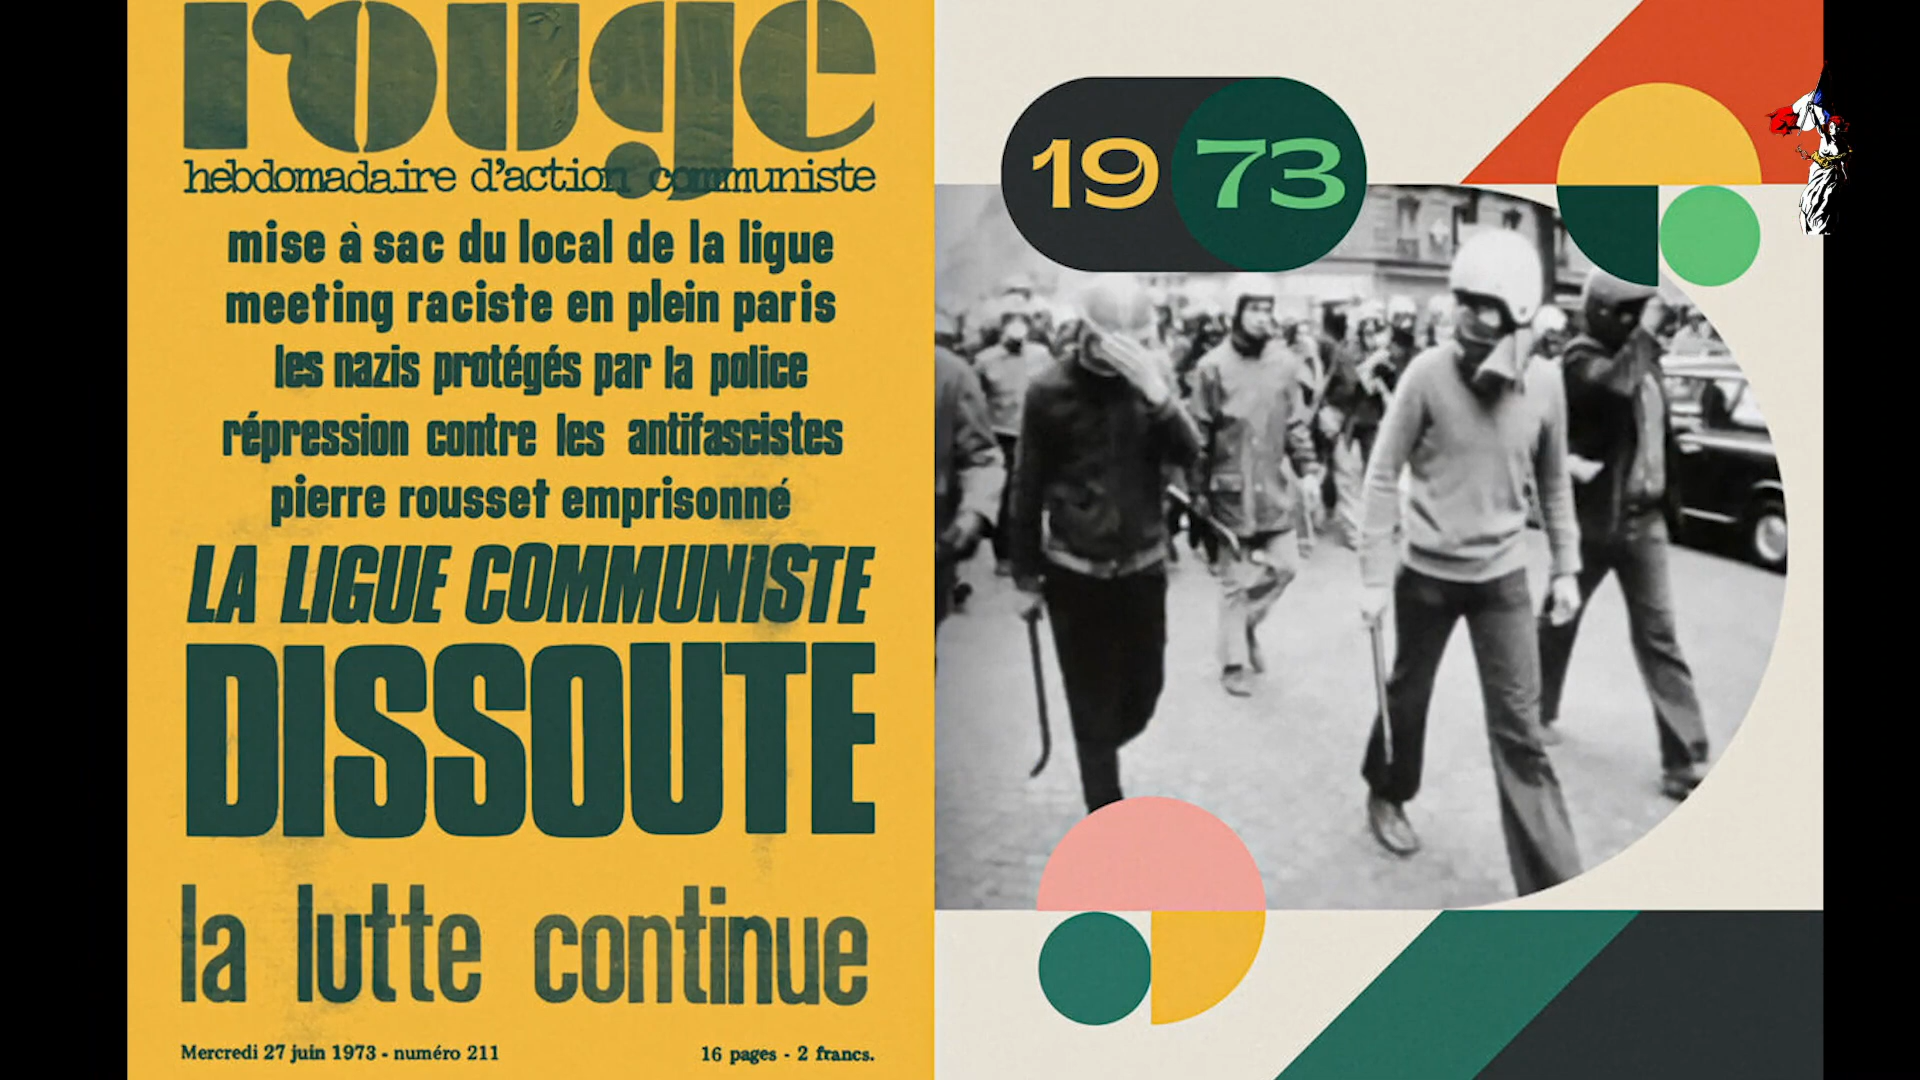 rouge
hebdomadaire d'action communiste
mise à sac du local de la ligue
meeting raciste en plein paris
les nazis protégés par la police
répression contre les antifascistes
pierre rousset emprisonné
LA LIGUE COMMUNISTE
DISSOUTE
la lutte continue
Mercredi 27 juin 1973 - numéro 211
16 pages - 2 francs.
1973